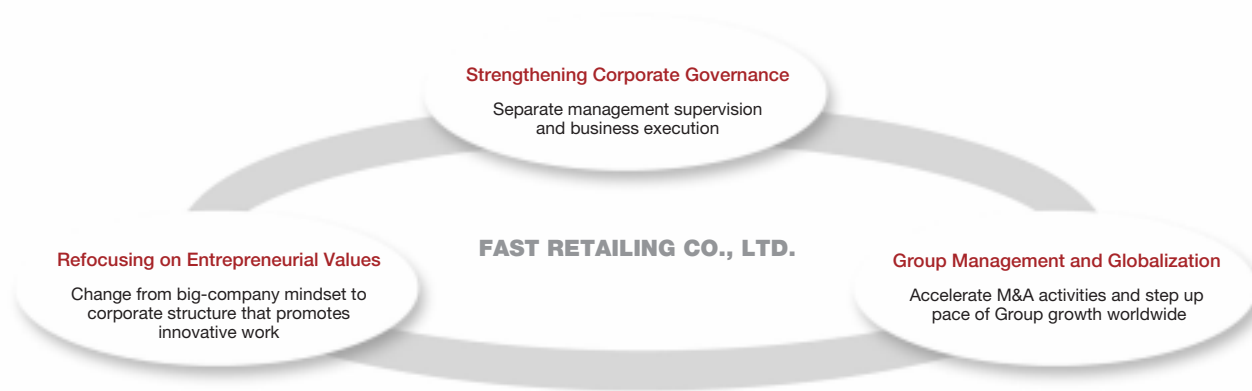 Strengthening Corporate Governance
Separate management supervision
and business execution
FAST RETAILING CO., LTD.
Refocusing on Entrepreneurial Values
Change from big-company mindset to
corporate structure that promotes
innovative work
Group Management and Globalization
Accelerate M&A activities and step up
pace of Group growth worldwide